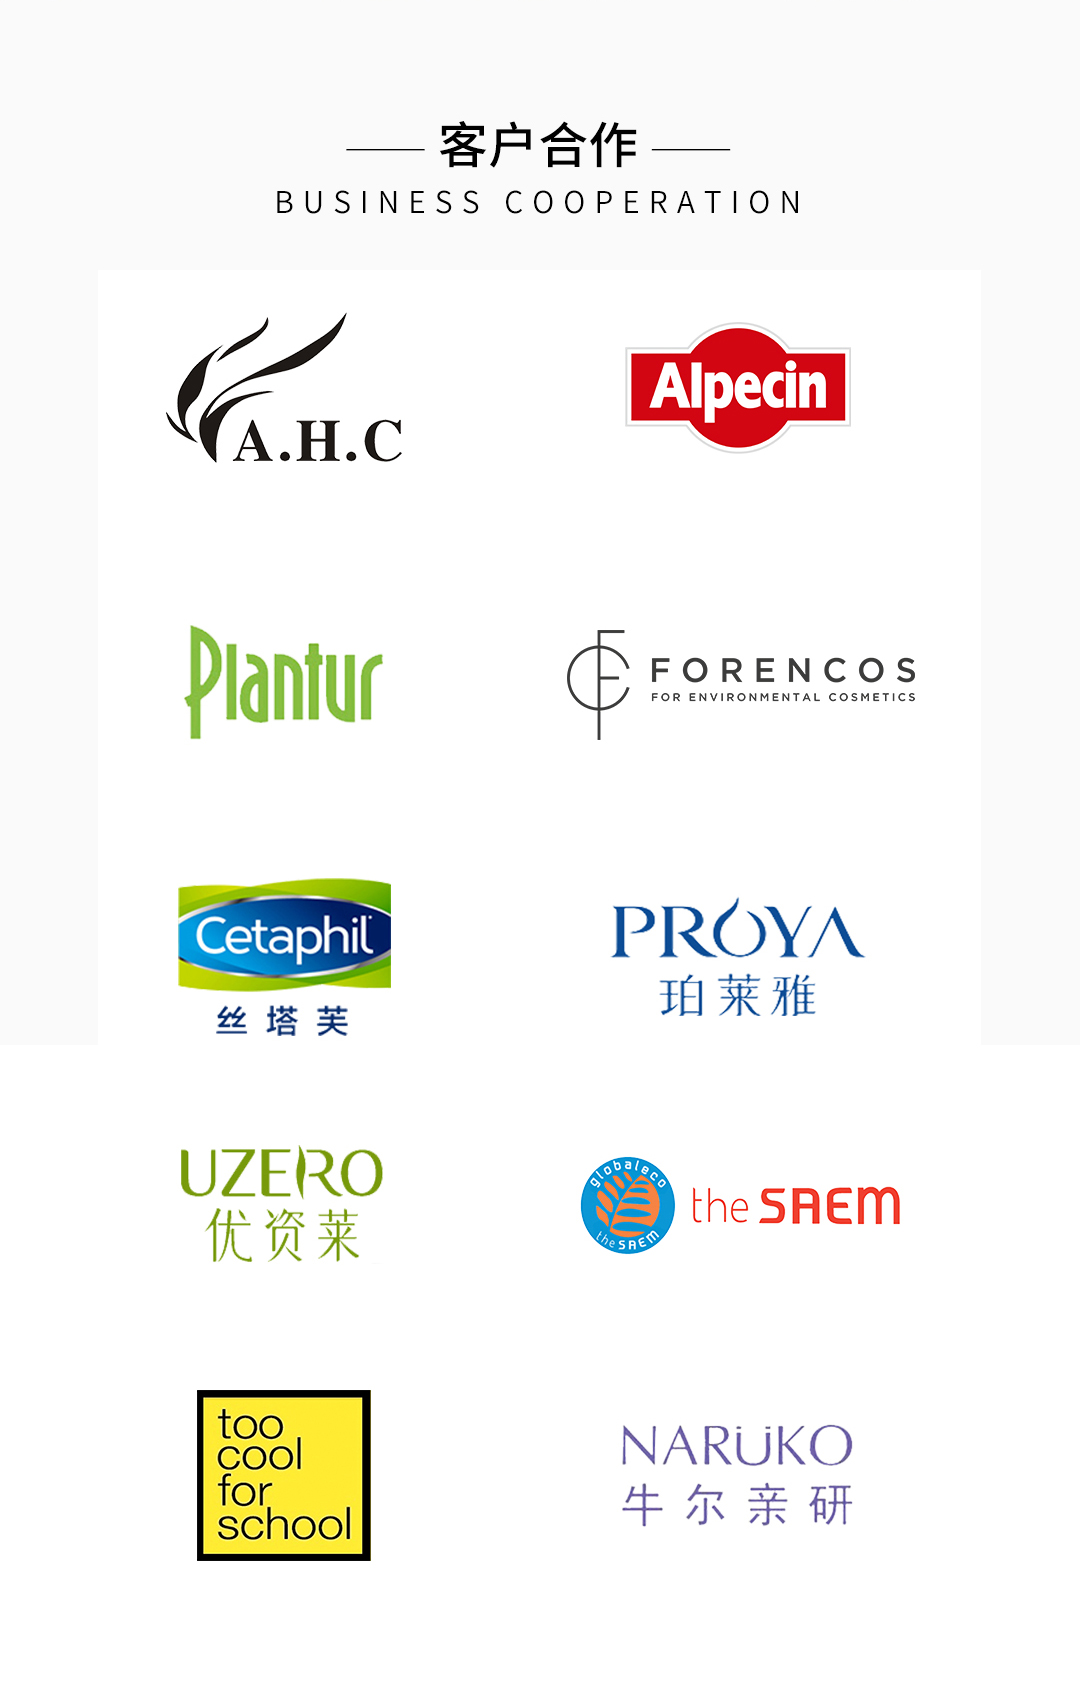 客户合作
BUSINESS COOPERATION
A.H.C
Alpecin
Plantur
FORENCOS
FOR ENVIRONMENTAL COSMETICS
Cetaphil
丝塔芙
PROYA
珀莱雅
UZERO
优资莱
globaleco
the SAEM
the SAEM
too
cool
for
school
NARÜKO
牛尔亲研